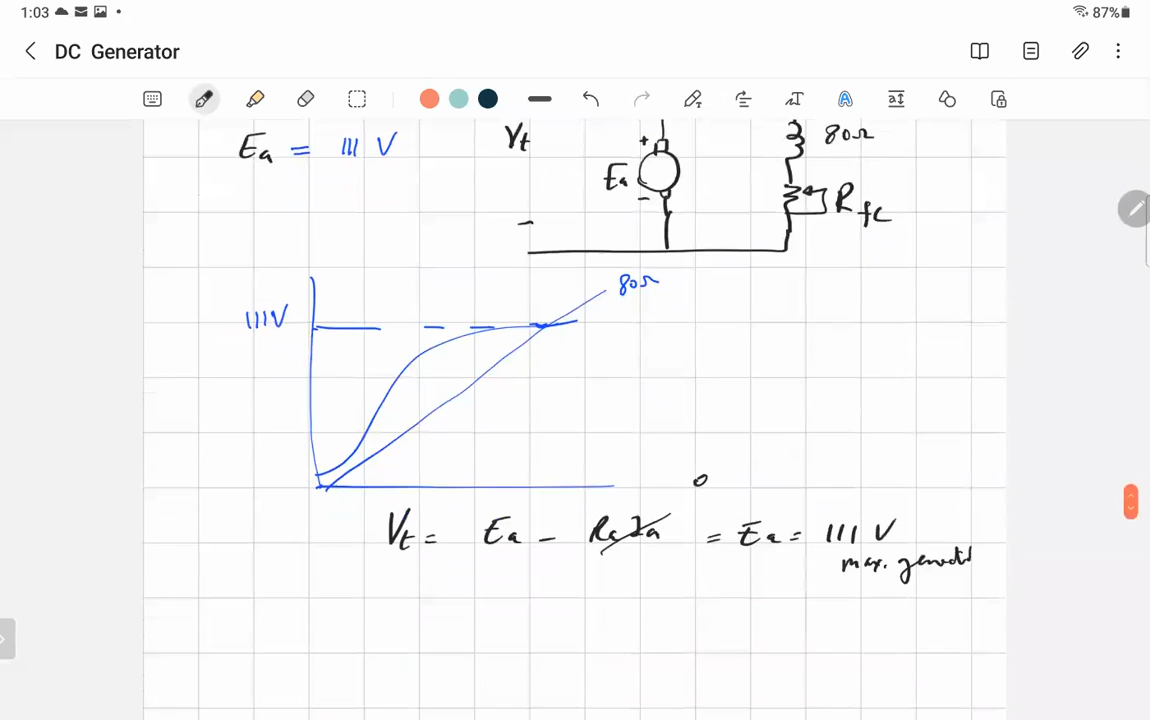 1:03 87%
DC Generator
Ea = 111 V
Vt
+
Ea
-
-
80Ω
Rfc
80Ω
111V
0
Vt = Ea - RaIa = Ea = 111 V
max.